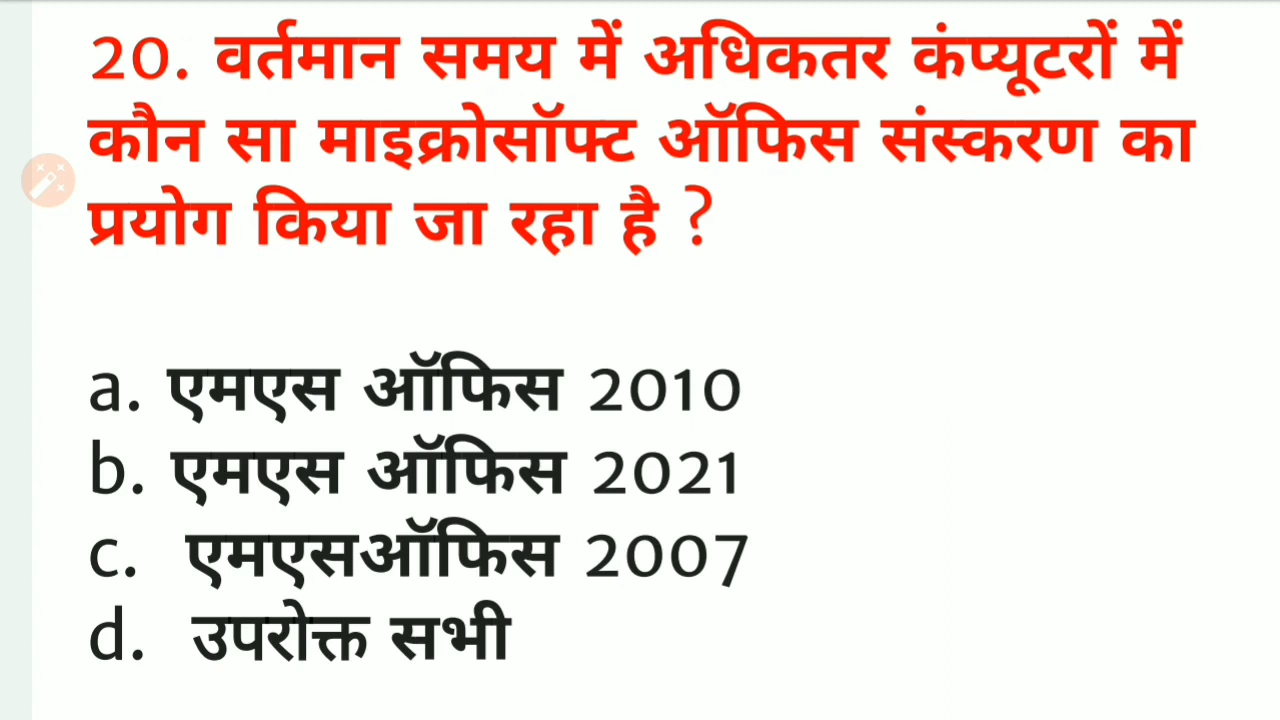 20. वर्तमान समय में अधिकतर कंप्यूटरों में
कौन सा माइक्रोसॉफ्ट ऑफिस संस्करण का
प्रयोग किया जा रहा है ?
a. एमएस ऑफिस 2010
b. एमएस ऑफिस 2021
c. एमएसऑफिस 2007
d. उपरोक्त सभी